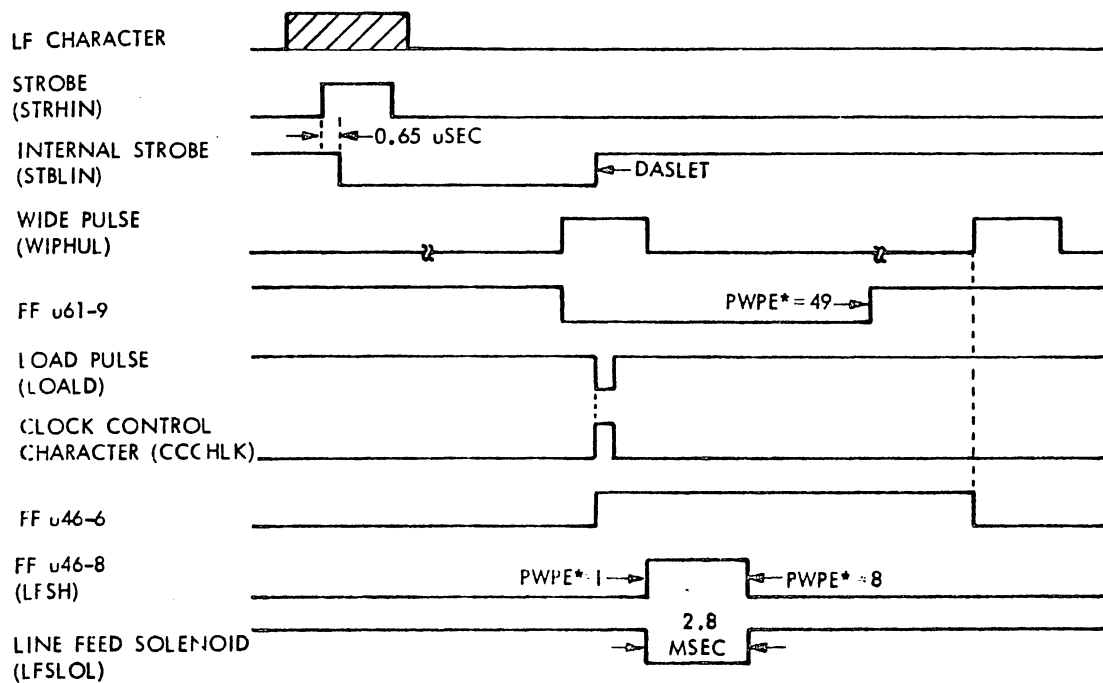 LF CHARACTER
STROBE
(STRHIN)
0.65 uSEC
INTERNAL STROBE
(STBLIN)
DASLET
WIDE PULSE
(WIPHUL)
PWPE* = 49
FF u61-9
LOAD PULSE
(LOALD)
CLOCK CONTROL
CHARACTER (CCCHLK)
FF u46-6
FF u46-8
(LFSH)
PWPE* 1
PWPE* = 8
2.8
MSEC
LINE FEED SOLENOID
(LFSLOL)